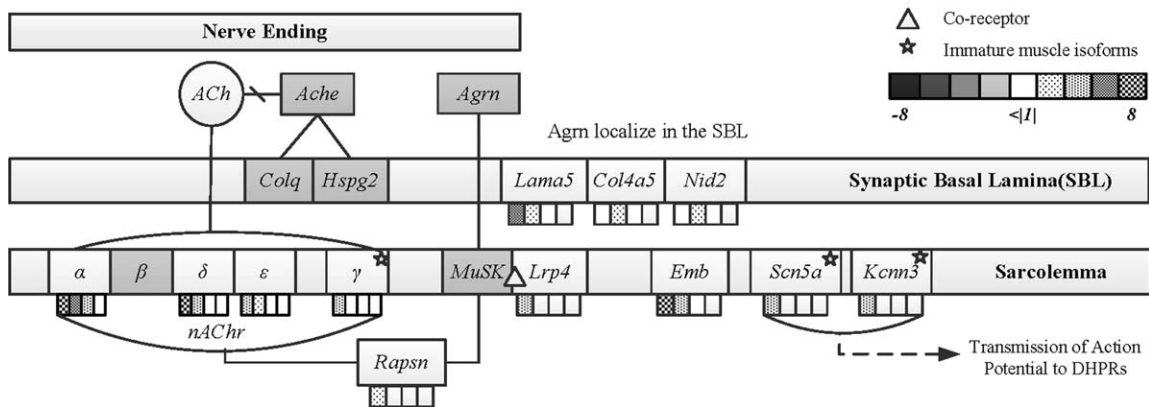 Nerve Ending
Co-receptor
Immature muscile isoforms
-8 <|1| 8
ACh Ache Agrn
Agrn localize in the SBL
Colq Hspg2 Lama5 Col4a5 Nid2 Synaptic Basal Lamina(SBL)
α β δ ε γ MuSK Lrp4 Emb Scn5a Kcnn3 Sarcolemma
nAChr
Rapsn
Transmission of Action
Potential to DHPRs